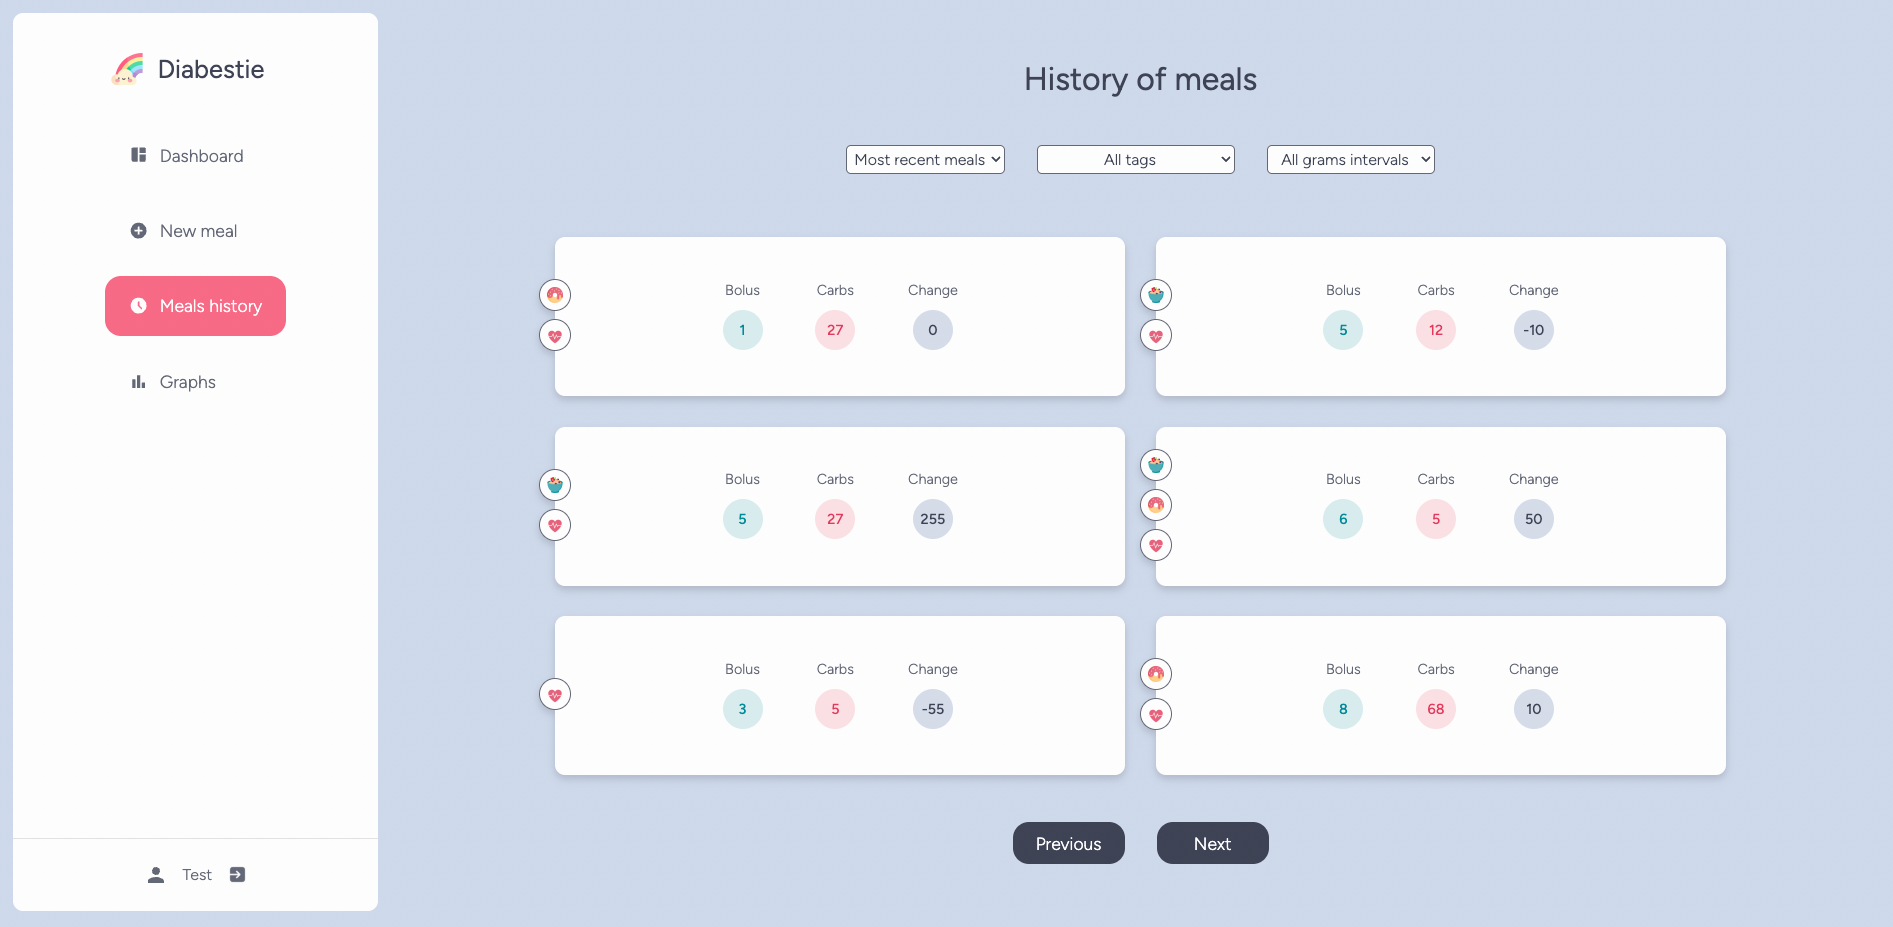 Diabestie
Dashboard
New meal
Meals history
Graphs
Test
History of meals
Most recent meals
All tags
All grams intervals
Bolus Carbs Change
1 27 0
Bolus Carbs Change
5 12 -10
Bolus Carbs Change
5 27 255
Bolus Carbs Change
6 5 50
Bolus Carbs Change
3 5 -55
Bolus Carbs Change
8 68 10
Previous
Next